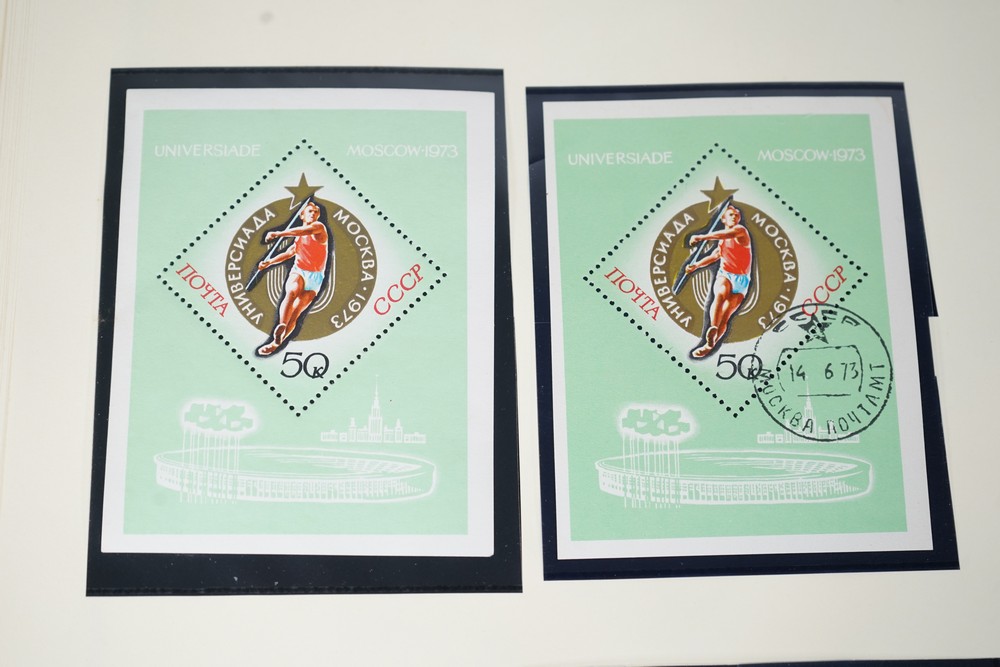 UNIVERSIADE MOSCOW·1973
УНИВЕРСИАДА МОСКВА·1973
ПОЧТА СССР
50к
UNIVERSIADE MOSCOW·1973
УНИВЕРСИАДА МОСКВА·1973
ПОЧТА СССР
50к
СССР
14 6 73
МОСКВА ПОЧТАМТ